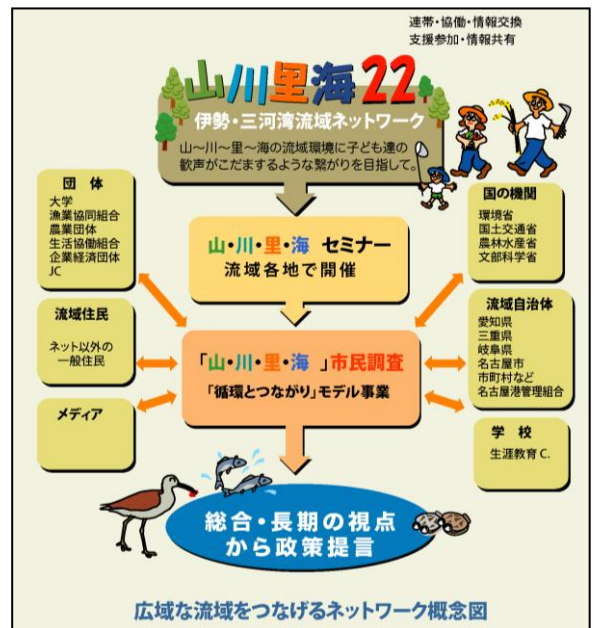 連帯・協働・情報交換
支援参加・情報共有
山川里海22
伊勢・三河湾流域ネットワーク
山～川～里～海の流域環境に子ども達の
歓声がこだまするような繋がりを目指して。
団体
大学
漁業協同組合
農業団体
生活協働組合
企業経済団体
JC
国の機関
環境省
国土交通省
農林水産省
文部科学省
山・川・里・海 セミナー
流域各地で開催
流域住民
ネット以外の
一般住民
流域自治体
愛知県
三重県
岐阜県
名古屋市
市町村など
名古屋港管理組合
「山・川・里・海 」市民調査
「循環とつながり」モデル事業
メディア
学校
生涯教育 C.
総合・長期の視点
から政策提言
広域な流域をつなげるネットワーク概念図